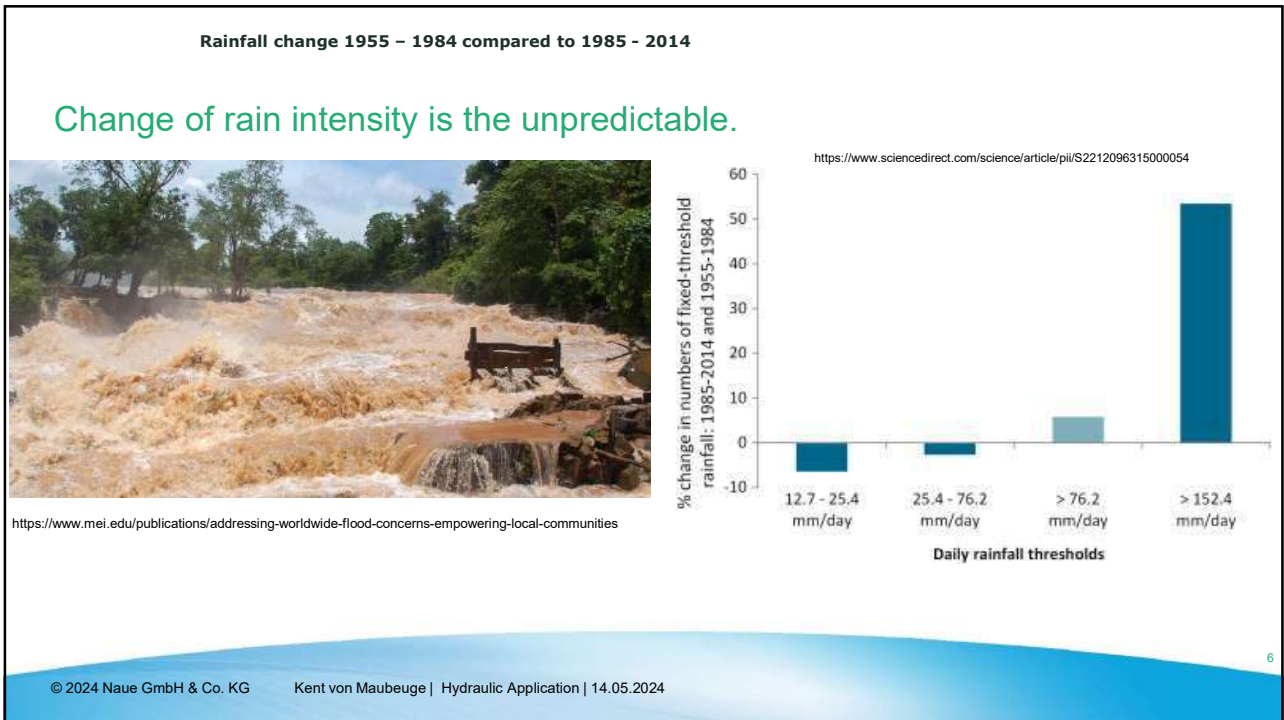 Rainfall change 1955 – 1984 compared to 1985 - 2014
Change of rain intensity is the unpredictable.
https://www.sciencedirect.com/science/article/pii/S2212096315000054
% change in numbers of fixed-threshold
rainfall: 1985-2014 and 1955-1984
60
50
40
30
20
10
0
-10
12.7 - 25.4
mm/day
25.4 - 76.2
mm/day
> 76.2
mm/day
> 152.4
mm/day
Daily rainfall thresholds
https://www.mei.edu/publications/addressing-worldwide-flood-concerns-empowering-local-communities
6
© 2024 Naue GmbH & Co. KG Kent von Maubeuge | Hydraulic Application | 14.05.2024